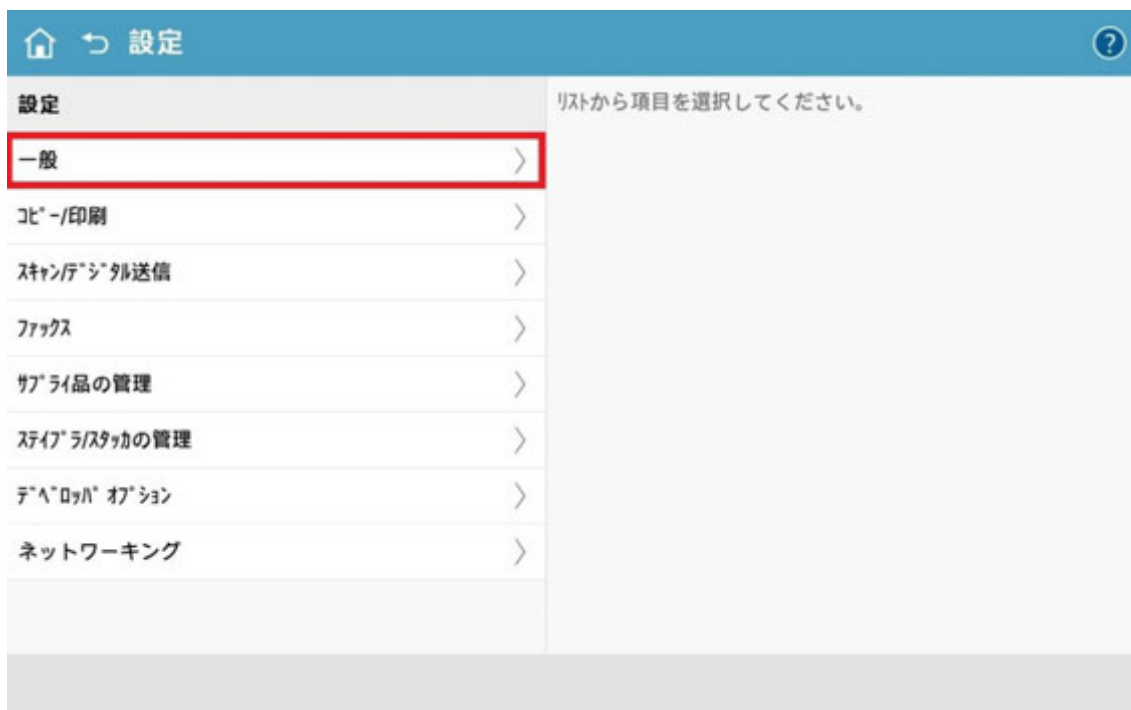 設定
設定
リストから項目を選択してください。
一般
ｺﾋﾟｰ/印刷
ｽｷｬﾝ/ﾃﾞｼﾞﾀﾙ送信
ﾌｧｯｸｽ
ｻﾌﾟﾗｲ品の管理
ｽﾃｲﾌﾟﾗ/ｽﾀｯｶの管理
ﾃﾞﾍﾞﾛｯﾊﾟ ｵﾌﾟｼｮﾝ
ネットワーキング